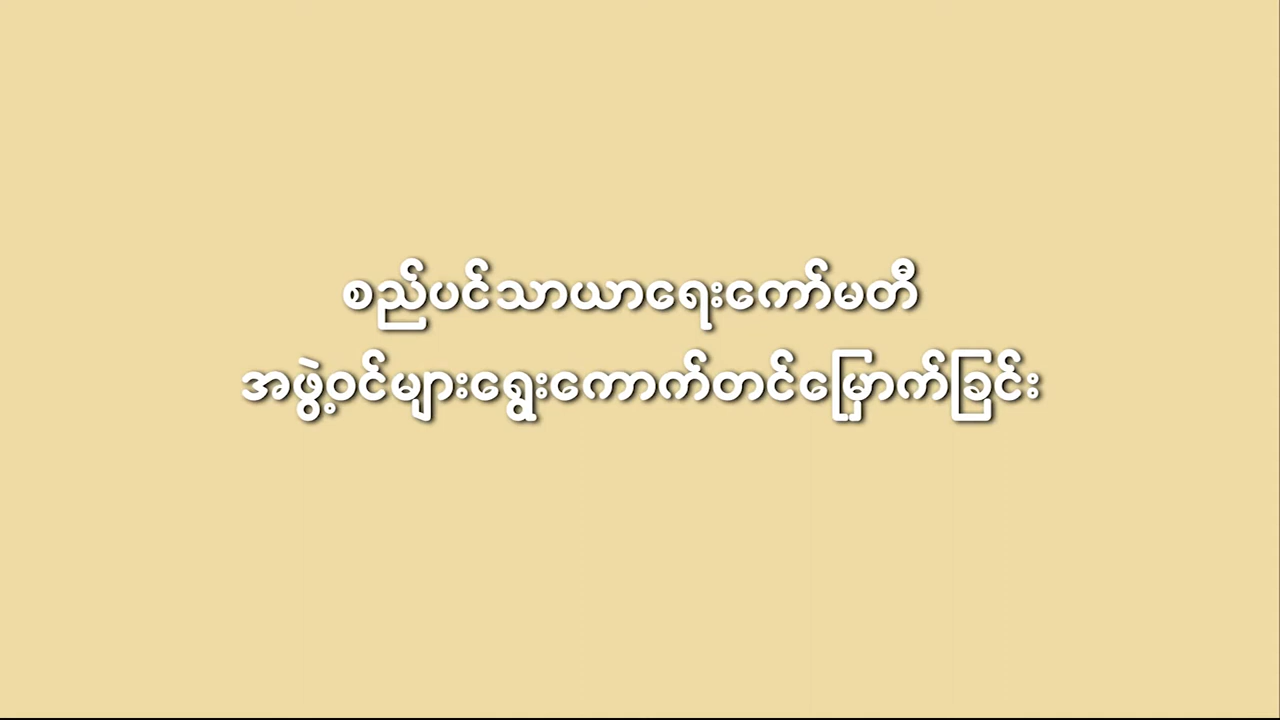 စည်ပင်သာယာရေးကော်မတီ
အဖွဲ့ဝင်များရွေးကောက်တင်မြှောက်ခြင်း